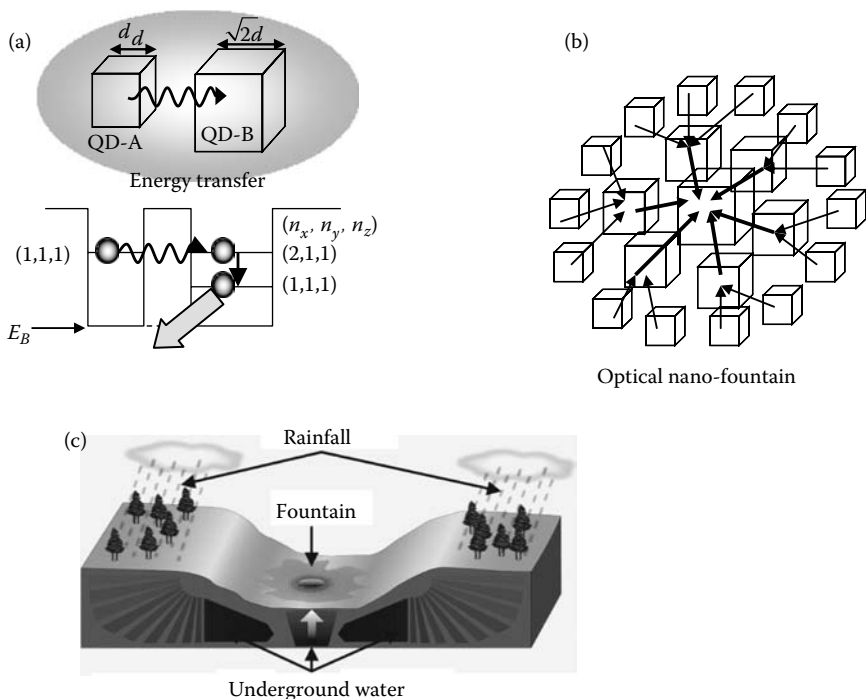 (a)
d_d
√2d
QD-A
QD-B
Energy transfer
(n_x, n_y, n_z)
(1,1,1)
(2,1,1)
(1,1,1)
E_B
(b)
Optical nano-fountain
(c)
Rainfall
Fountain
Underground water